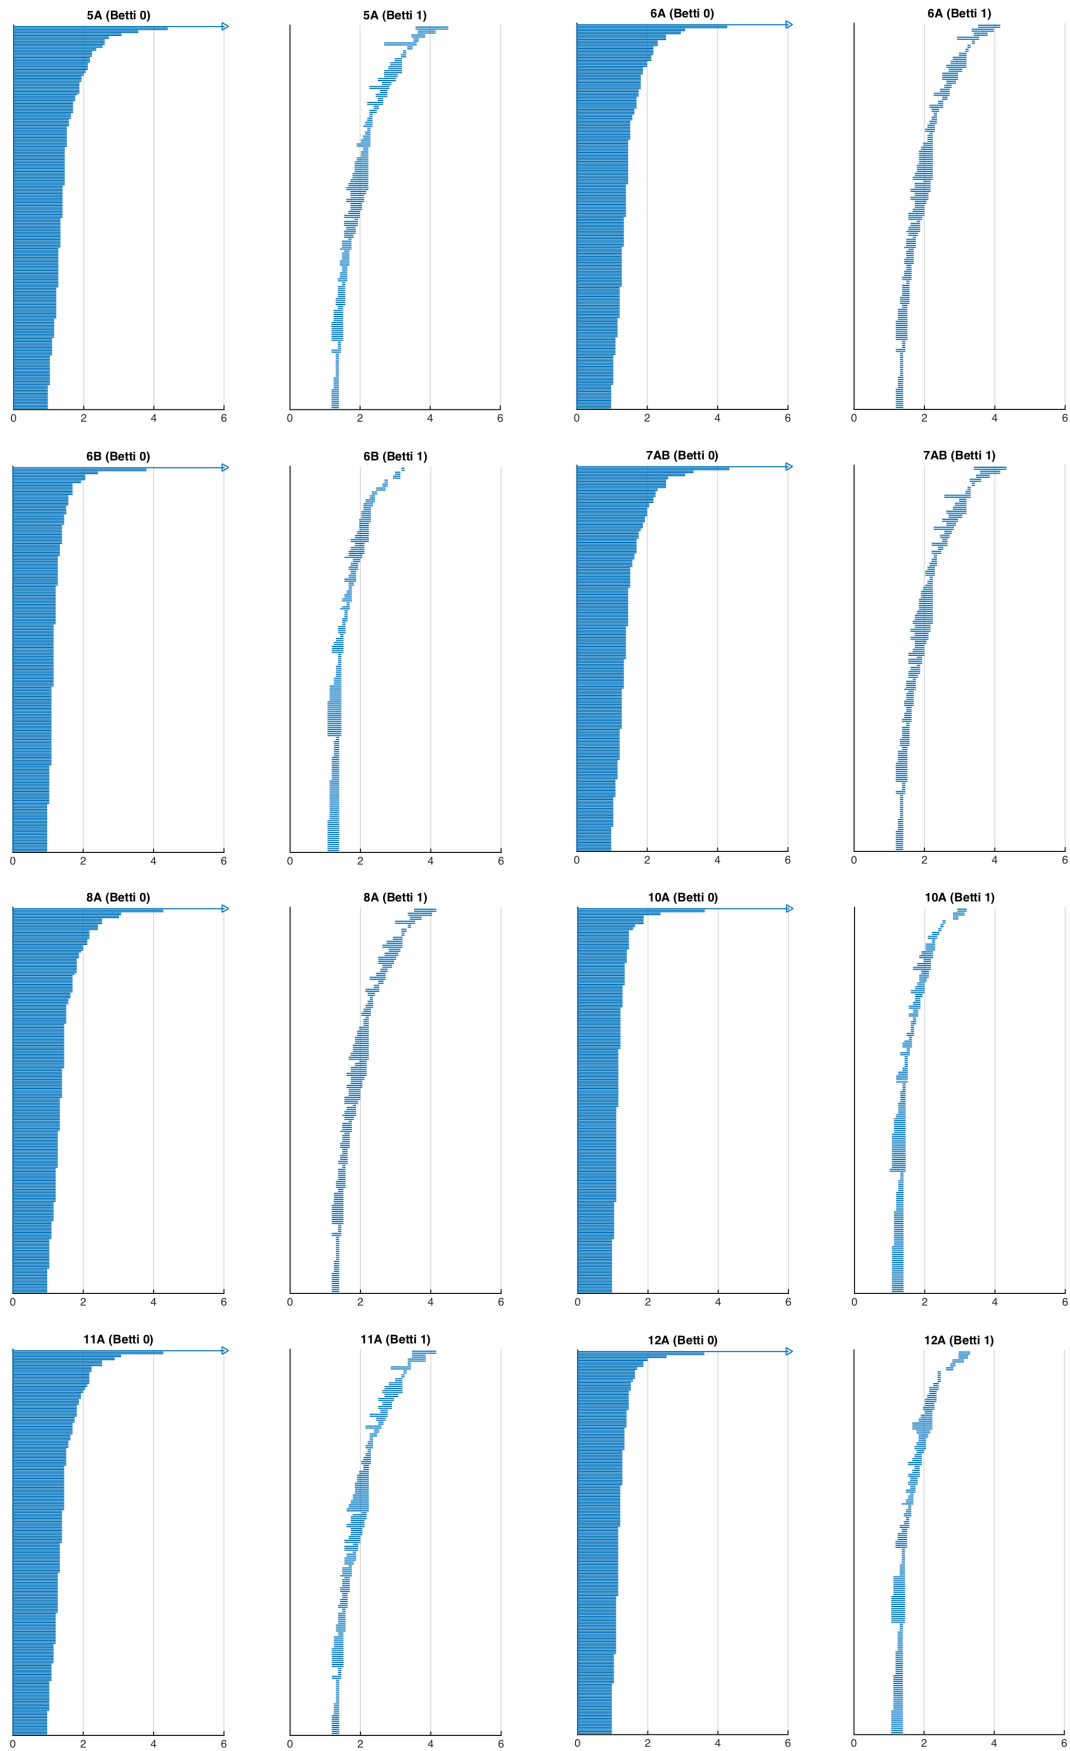 5A (Betti 0) 5A (Betti 1) 6A (Betti 0) 6A (Betti 1)
0 2 4 6 0 2 4 6 0 2 4 6 0 2 4 6
6B (Betti 0) 6B (Betti 1) 7AB (Betti 0) 7AB (Betti 1)
0 2 4 6 0 2 4 6 0 2 4 6 0 2 4 6
8A (Betti 0) 8A (Betti 1) 10A (Betti 0) 10A (Betti 1)
0 2 4 6 0 2 4 6 0 2 4 6 0 2 4 6
11A (Betti 0) 11A (Betti 1) 12A (Betti 0) 12A (Betti 1)
0 2 4 6 0 2 4 6 0 2 4 6 0 2 4 6